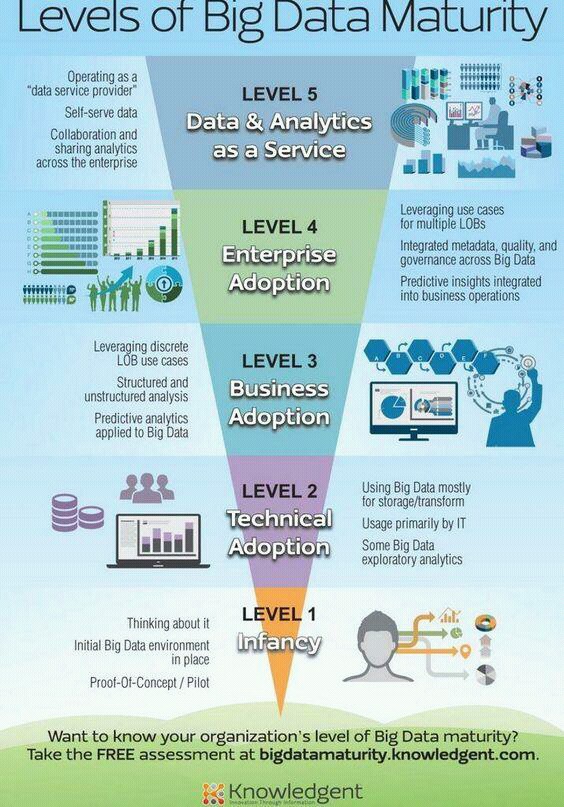 Levels of Big Data Maturity
Operating as a
"data service provider"
Self-serve data
Collaboration and
sharing analytics
across the enterprise
LEVEL 5
Data & Analytics
as a Service
LEVEL 4
Enterprise
Adoption
Leveraging use cases
for multiple LOBs
Integrated metadata, quality, and
governance across Big Data
Predictive insights integrated
into business operations
Leveraging discrete
LOB use cases
Structured and
unstructured analysis
Predictive analytics
applied to Big Data
LEVEL 3
Business
Adoption
A B C D E F
LEVEL 2
Technical
Adoption
Using Big Data mostly
for storage/transform
Usage primarily by IT
Some Big Data
exploratory analytics
Thinking about it
Initial Big Data environment
in place
Proof-Of-Concept / Pilot
LEVEL 1
Infancy
Want to know your organization's level of Big Data maturity?
Take the FREE assessment at bigdatamaturity.knowledgent.com.
Knowledgent
Innovation Through Information